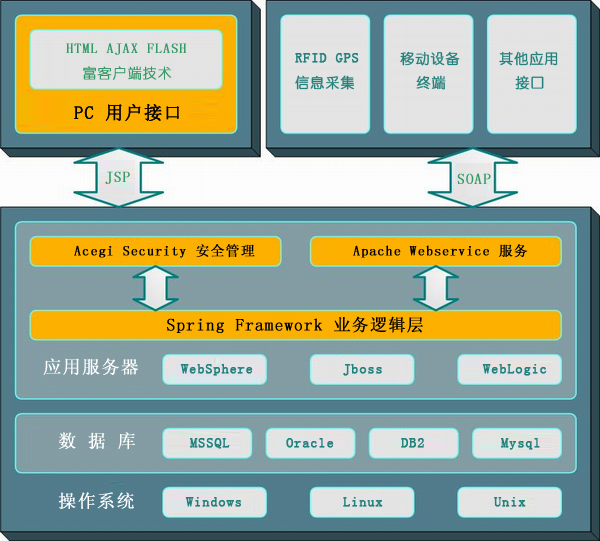 HTML AJAX FLASH
富客户端技术
PC 用户接口
RFID GPS
信息采集
移动设备
终端
其他应用
接口
JSP
SOAP
Acegi Security 安全管理
Apache Webservice 服务
Spring Framework 业务逻辑层
应用服务器
WebSphere
Jboss
WebLogic
数据库
MSSQL
Oracle
DB2
Mysql
操作系统
Windows
Linux
Unix